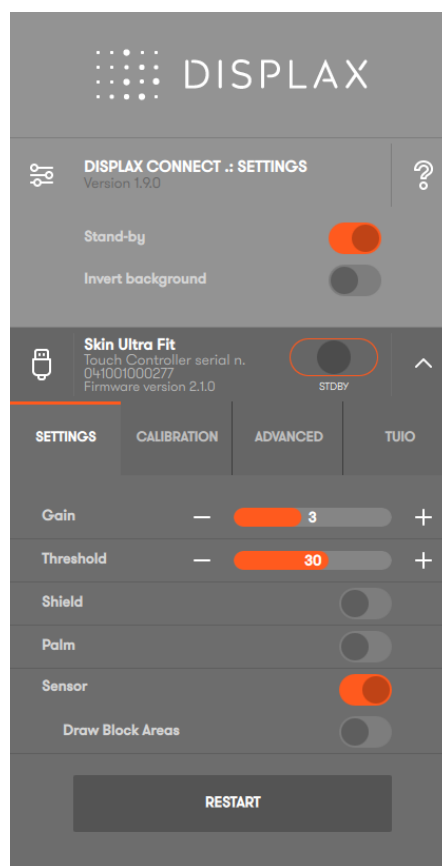 DISPLAX
DISPLAX CONNECT .: SETTINGS
Version 1.9.0
?
Stand-by
Invert background
Skin Ultra Fit
Touch Controller serial n.
041001000277
Firmware version 2.1.0
STDBY
SETTINGS CALIBRATION ADVANCED TUIO
Gain — 3 +
Threshold — 30 +
Shield
Palm
Sensor
Draw Block Areas
RESTART